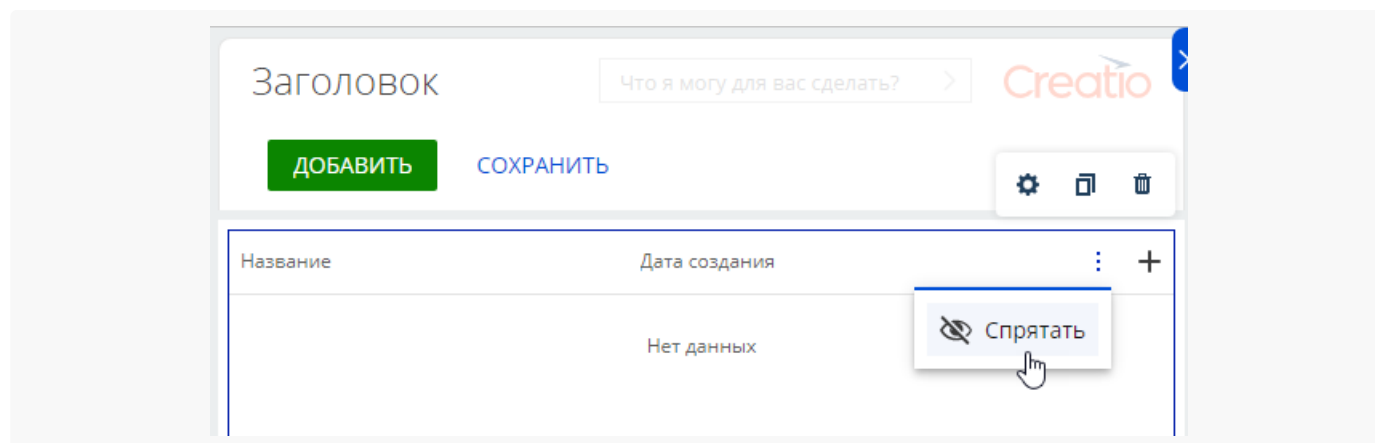 Заголовок
Что я могу для вас сделать?
Creatio
ДОБАВИТЬ СОХРАНИТЬ
Название Дата создания
Спрятать
Нет данных